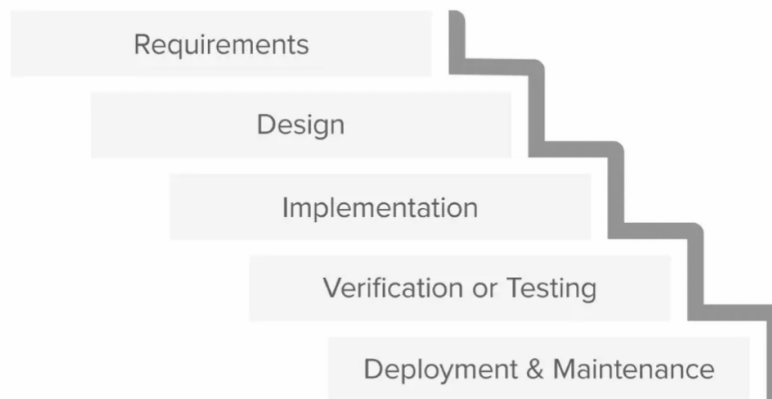 Requirements
Design
Implementation
Verification or Testing
Deployment & Maintenance